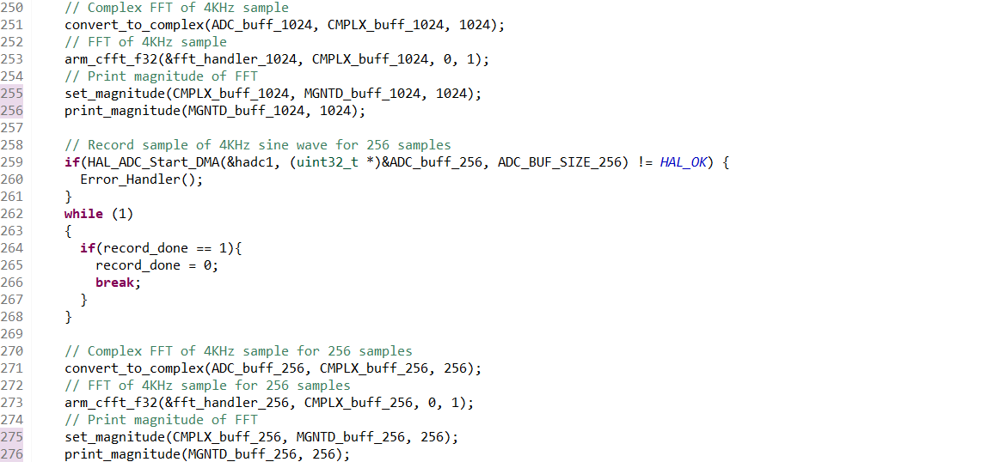 250 // Complex FFT of 4KHz sample
251 convert_to_complex(ADC_buff_1024, CMPLX_buff_1024, 1024);
252 // FFT of 4KHz sample
253 arm_cfft_f32(&fft_handler_1024, CMPLX_buff_1024, 0, 1);
254 // Print magnitude of FFT
255 set_magnitude(CMPLX_buff_1024, MGNTD_buff_1024, 1024);
256 print_magnitude(MGNTD_buff_1024, 1024);
257
258 // Record sample of 4KHz sine wave for 256 samples
259 if(HAL_ADC_Start_DMA(&hadc1, (uint32_t *)&ADC_buff_256, ADC_BUF_SIZE_256) != HAL_OK) {
260 Error_Handler();
261 }
262 while (1)
263 {
264 if(record_done == 1){
265 record_done = 0;
266 break;
267 }
268 }
269
270 // Complex FFT of 4KHz sample for 256 samples
271 convert_to_complex(ADC_buff_256, CMPLX_buff_256, 256);
272 // FFT of 4KHz sample for 256 samples
273 arm_cfft_f32(&fft_handler_256, CMPLX_buff_256, 0, 1);
274 // Print magnitude of FFT
275 set_magnitude(CMPLX_buff_256, MGNTD_buff_256, 256);
276 print_magnitude(MGNTD_buff_256, 256);